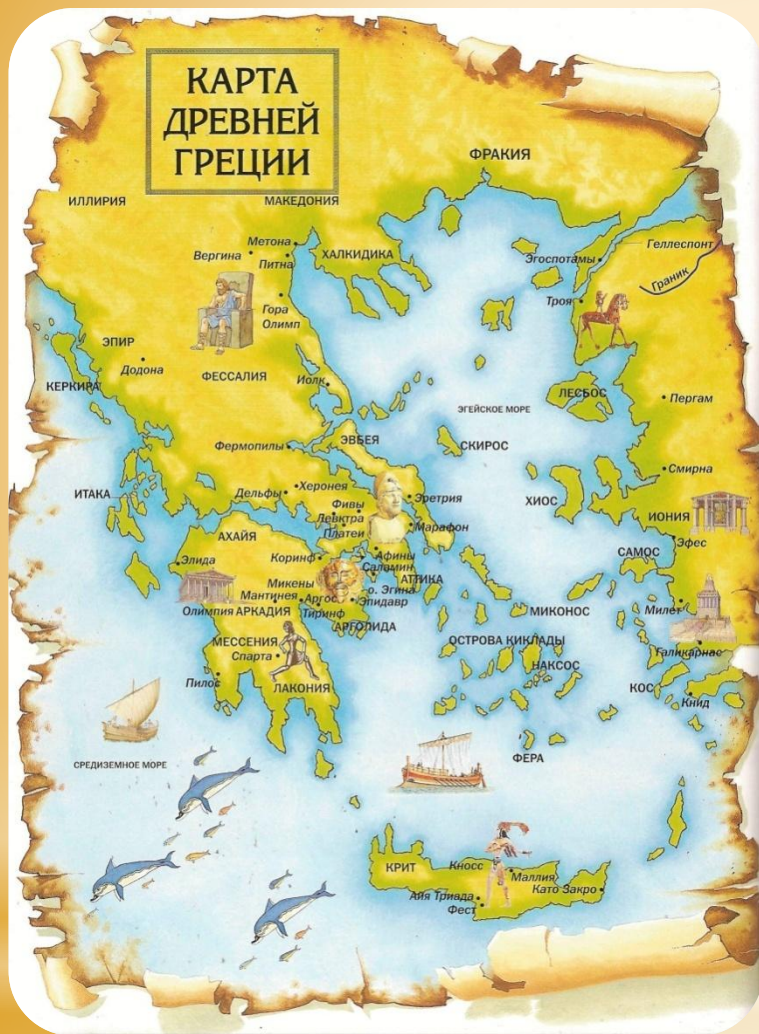 КАРТА
ДРЕВНЕЙ
ГРЕЦИИ
ФРАКИЯ
ИЛЛИРИЯ
МАКЕДОНИЯ
Метона
Вергина
Питна
ХАЛКИДИКА
Эгоспотамы
Геллеспонт
Граник
Троя
Гора
Олимп
ЭПИР
Додона
КЕРКИРА
ФЕССАЛИЯ
Иолк
ЛЕСБОС
Пергам
ЭГЕЙСКОЕ МОРЕ
Фермопилы
ЭВБЕЯ
СКИРОС
Смирна
ИТАКА
Дельфы
Херонея
Фивы
Левктра
Платеи
Эретрия
Марафон
ХИОС
ИОНИЯ
Эфес
АХАЙЯ
Элида
Коринф
Афины
Саламин
АТТИКА
САМОС
Микены
о. Эгина
Мантинея
Аргос
Эпидавр
Олимпия
АРКАДИЯ
Тиринф
АРГОЛИДА
МИКОНОС
Милет
МЕССЕНИЯ
Спарта
ОСТРОВА КИКЛАДЫ
Галикарнас
НАКСОС
Пилос
ЛАКОНИЯ
КОС
Книд
СРЕДИЗЕМНОЕ МОРЕ
ФЕРА
КРИТ
Кносс
Маллия
Като Закро
Айя Триада
Фест